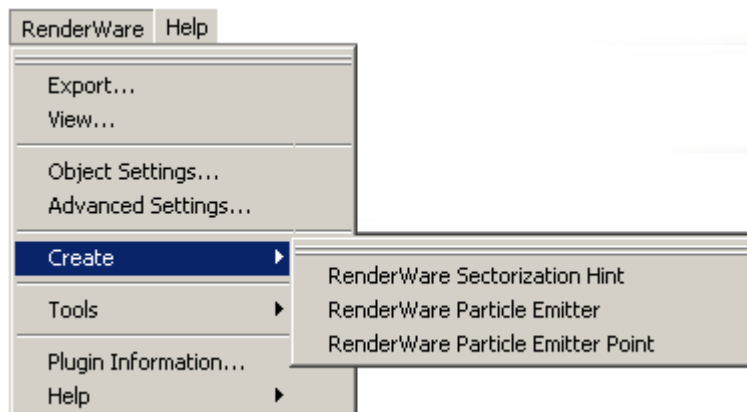 RenderWare Help
Export...
View...
Object Settings...
Advanced Settings...
Create
RenderWare Sectorization Hint
RenderWare Particle Emitter
RenderWare Particle Emitter Point
Tools
Plugin Information...
Help